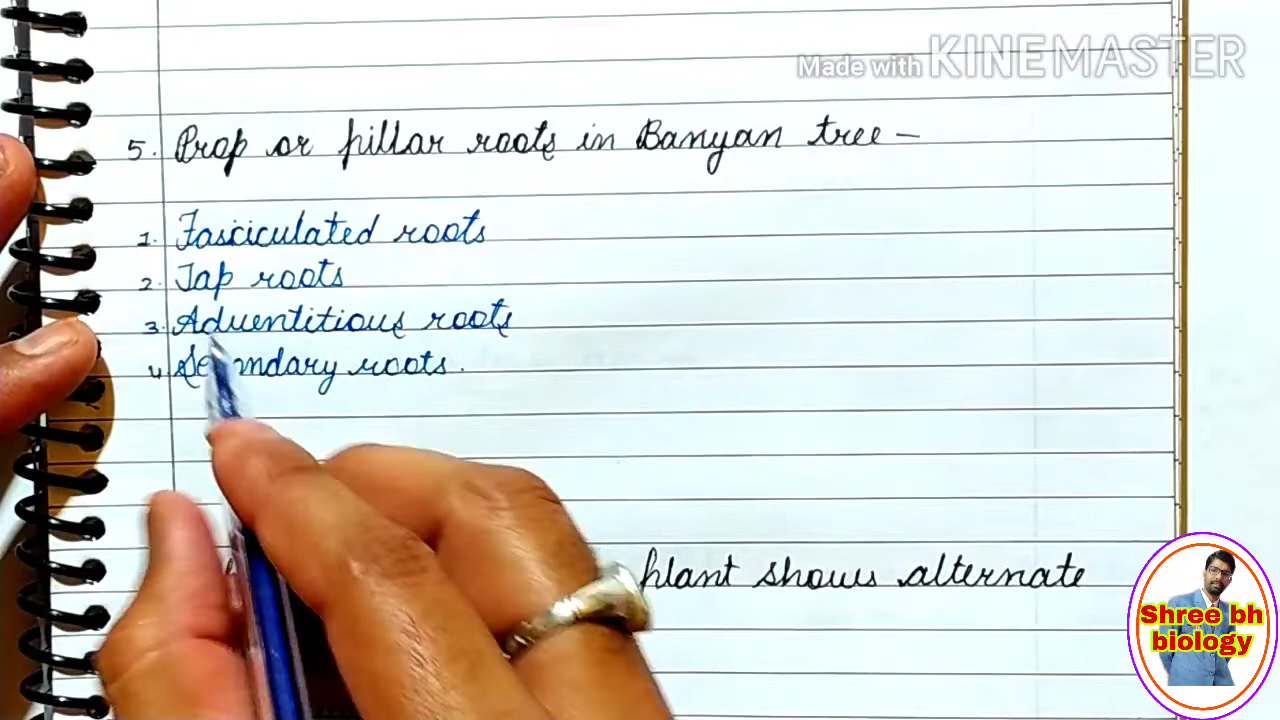 Made with KINEMASTER
5. Prop or pillar roots in Banyan tree –
1. Fasciculated roots
2. Tap roots
3. Adventitious roots
4. Secondary roots.
plant shows alternate
Shree bh
biology